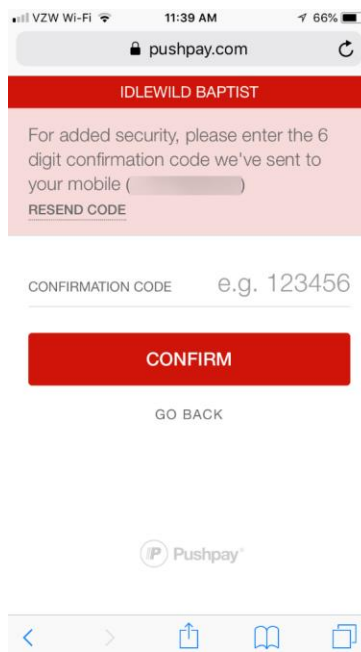 VZW Wi-Fi 11:39 AM 66%
pushpay.com
IDLEWILD BAPTIST
For added security, please enter the 6
digit confirmation code we've sent to
your mobile ( )
RESEND CODE
CONFIRMATION CODE e.g. 123456
CONFIRM
GO BACK
Pushpay